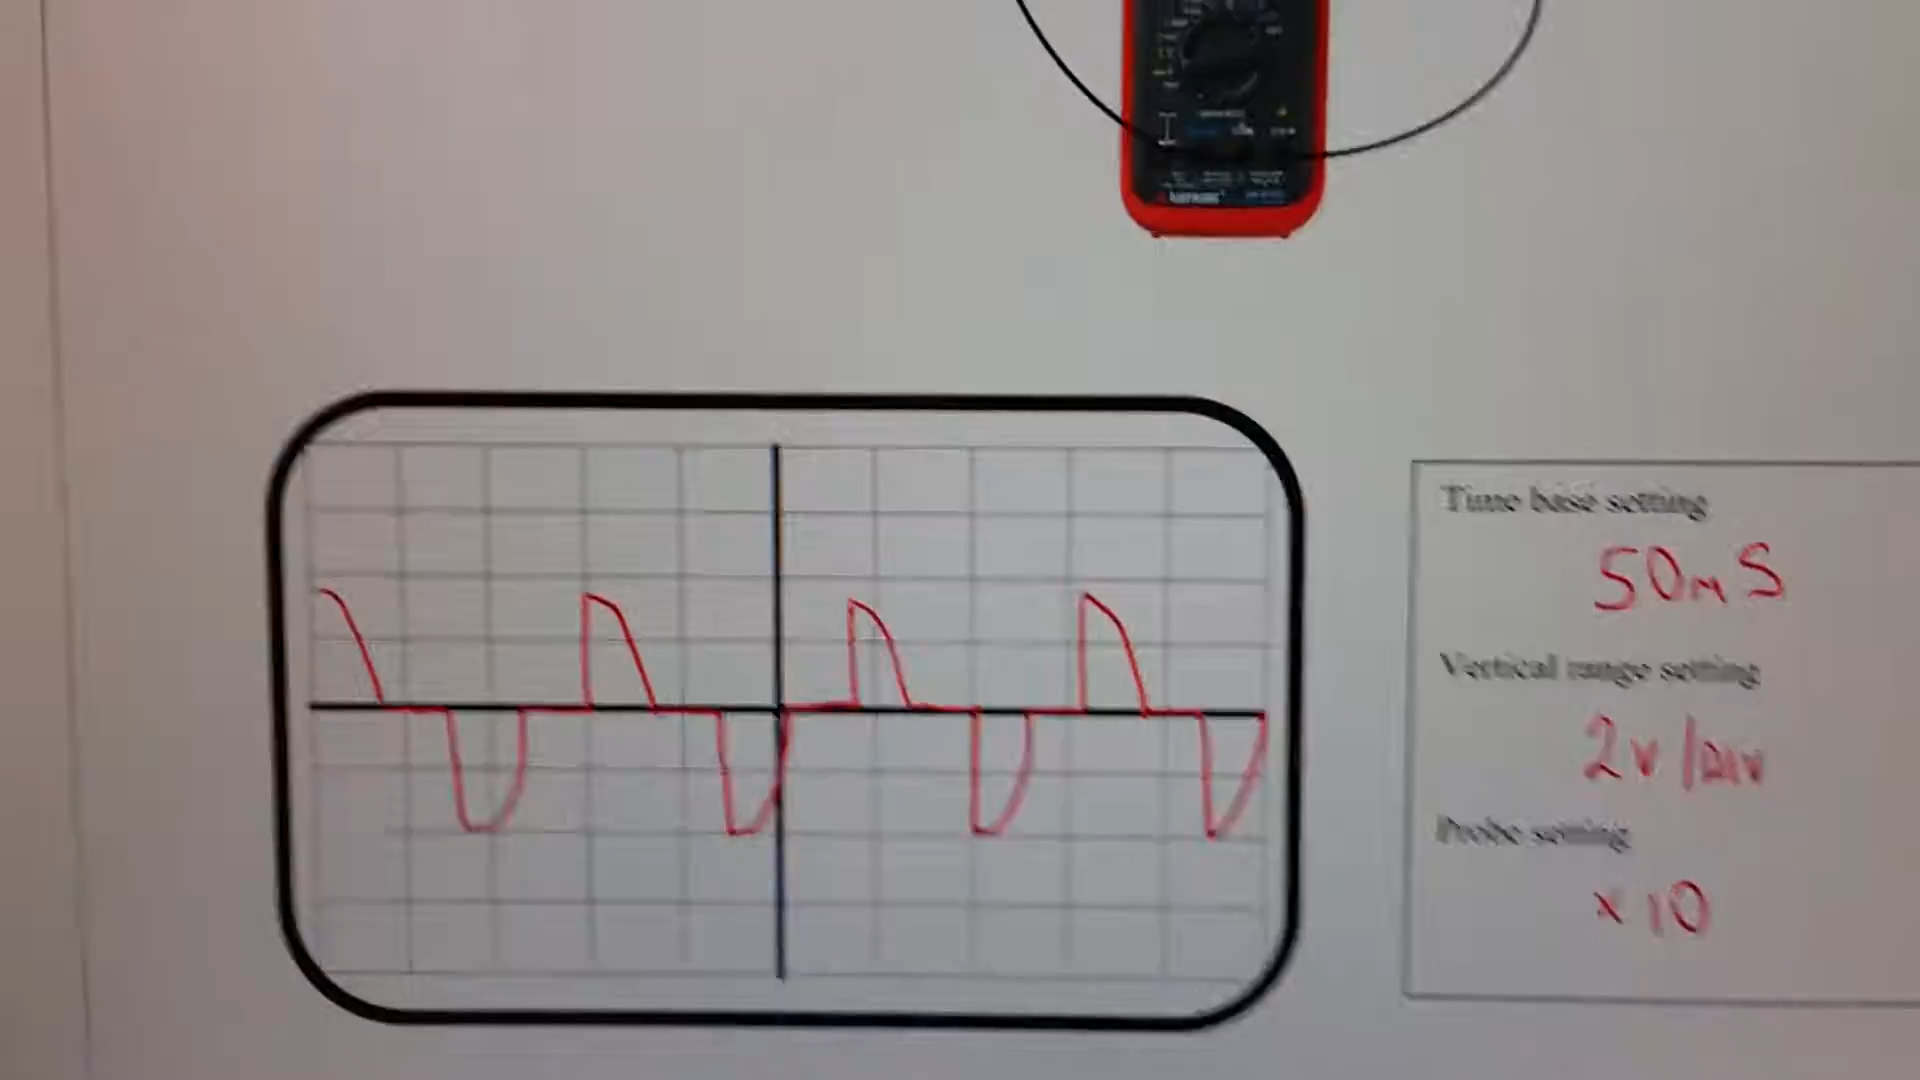 Time base setting
50mS
Vertical range setting
2v/DIV
Probe setting
x10